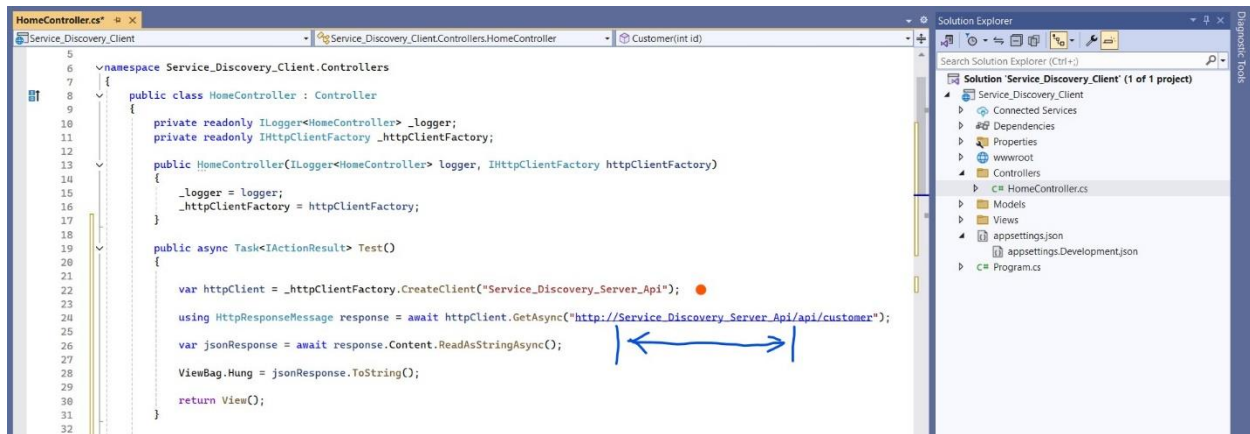 HomeController.cs*
Service_Discovery_Client
Service_Discovery_Client.Controllers.HomeController
Customer(int id)
5
6 namespace Service_Discovery_Client.Controllers
7 {
8 public class HomeController : Controller
9 {
10 private readonly ILogger<HomeController> _logger;
11 private readonly IHttpClientFactory _httpClientFactory;
12
13 public HomeController(ILogger<HomeController> logger, IHttpClientFactory httpClientFactory)
14 {
15 _logger = logger;
16 _httpClientFactory = httpClientFactory;
17 }
18
19 public async Task<IActionResult> Test()
20 {
21
22 var httpClient = _httpClientFactory.CreateClient("Service_Discovery_Server_Api");
23
24 using HttpResponseMessage response = await httpClient.GetAsync("http://Service_Discovery_Server_Api/api/customer");
25
26 var jsonResponse = await response.Content.ReadAsStringAsync();
27
28 ViewBag.Hung = jsonResponse.ToString();
29
30 return View();
31 }
32
Solution Explorer
Search Solution Explorer (Ctrl+;)
Solution 'Service_Discovery_Client' (1 of 1 project)
Service_Discovery_Client
Connected Services
Dependencies
Properties
wwwroot
Controllers
C# HomeController.cs
Models
Views
appsettings.json
appsettings.Development.json
C# Program.cs
Diagnostic Tools